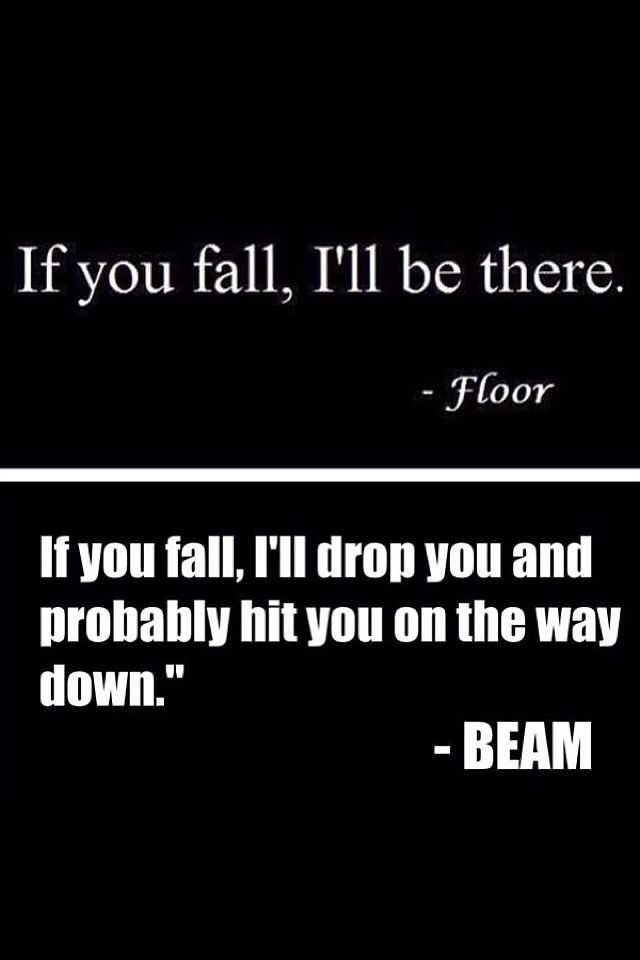 If you fall, I'll be there.
- Floor
If you fall, I'll drop you and
probably hit you on the way
down."
- BEAM